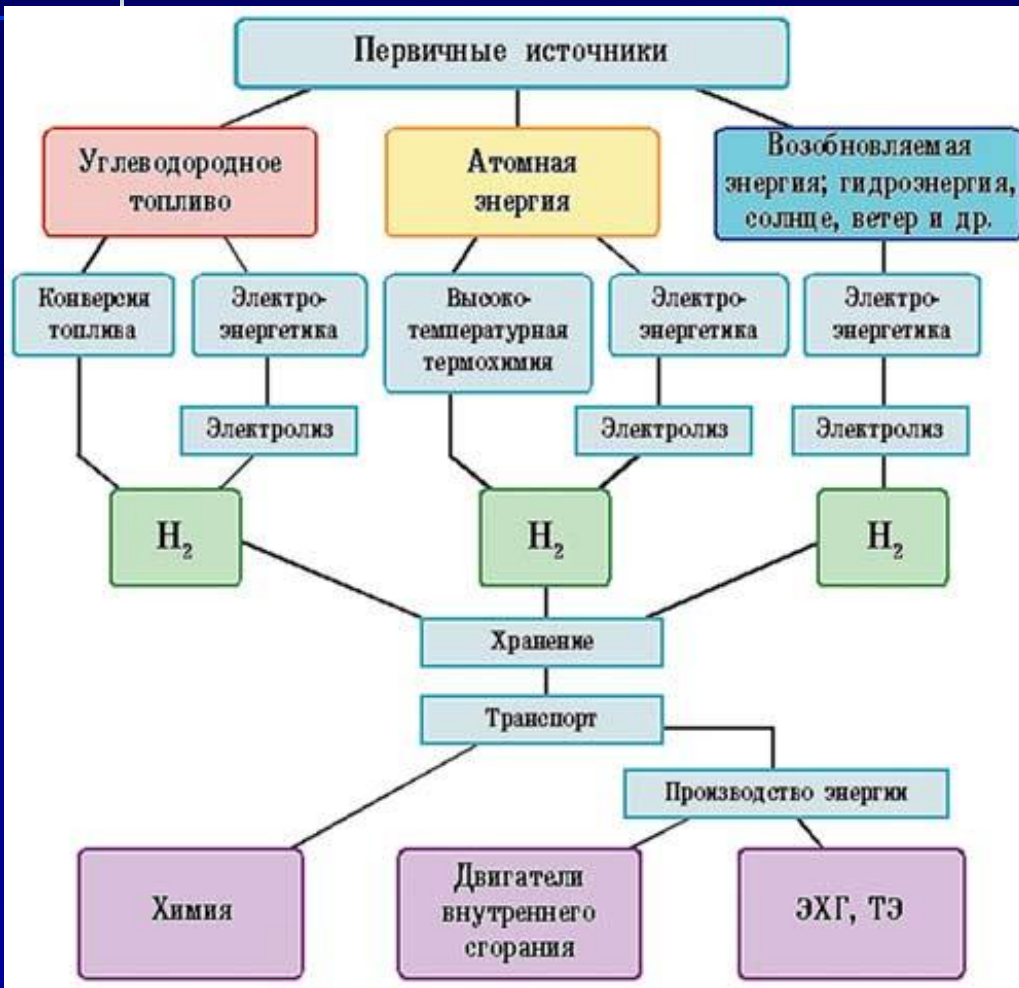 Первичные источники
Углеводородное
топливо
Атомная
энергия
Возобновляемая
энергия; гидроэнергия,
солнце, ветер и др.
Конверсия
топлива
Электро-
энергетика
Высоко-
температурная
термохимия
Электро-
энергетика
Электро-
энергетика
Электролиз
Электролиз
Электролиз
H₂
H₂
H₂
Хранение
Транспорт
Производство энергии
Химия
Двигатели
внутреннего
сгорания
ЭХГ, ТЭ